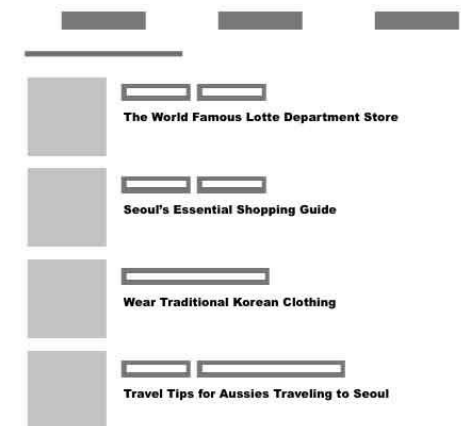 The World Famous Lotte Department Store
Seoul's Essential Shopping Guide
Wear Traditional Korean Clothing
Travel Tips for Aussies Traveling to Seoul